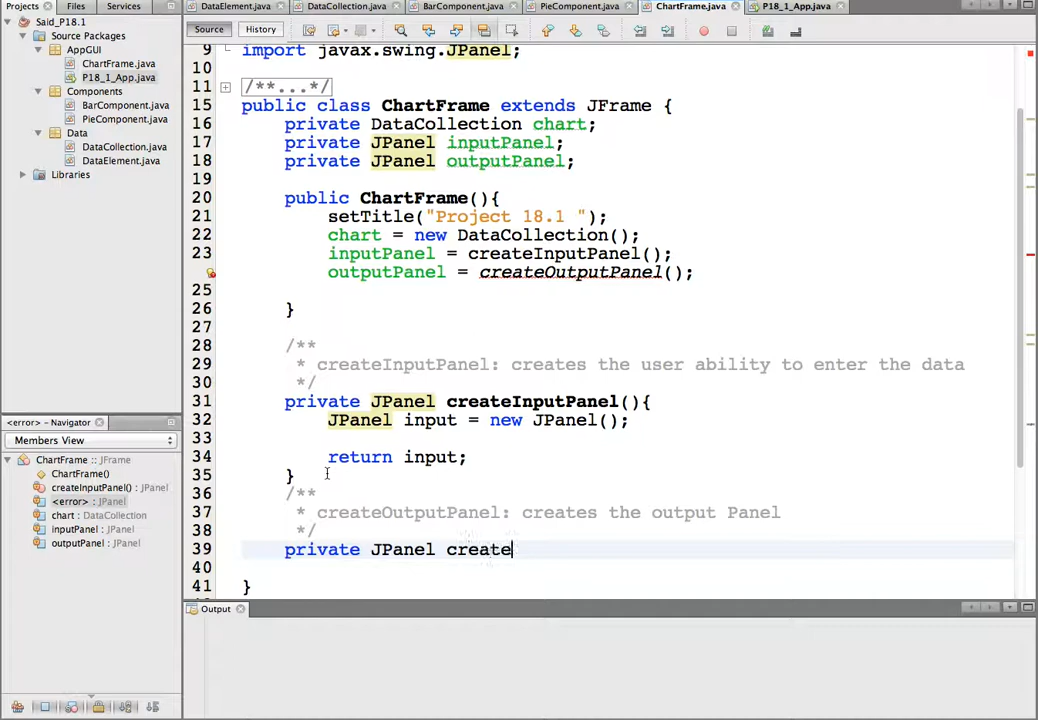 Projects Files Services
DataElement.java DataCollection.java BarComponent.java PieComponent.java ChartFrame.java P18_1_App.java
Source History
Said_P18.1
Source Packages
AppGUI
ChartFrame.java
P18_1_App.java
Components
BarComponent.java
PieComponent.java
Data
DataCollection.java
DataElement.java
Libraries
<error> - Navigator
Members View
ChartFrame :: JFrame
ChartFrame()
createInputPanel() : JPanel
<error> : JPanel
chart : DataCollection
inputPanel : JPanel
outputPanel : JPanel
9 import javax.swing.JPanel;
10
11 /**...*/
15 public class ChartFrame extends JFrame {
16 private DataCollection chart;
17 private JPanel inputPanel;
18 private JPanel outputPanel;
19
20 public ChartFrame(){
21 setTitle("Project 18.1 ");
22 chart = new DataCollection();
23 inputPanel = createInputPanel();
outputPanel = createOutputPanel();
25
26 }
27
28 /**
29 * createInputPanel: creates the user ability to enter the data
30 */
31 private JPanel createInputPanel(){
32 JPanel input = new JPanel();
33
34 return input;
35 }
36 /**
37 * createOutputPanel: creates the output Panel
38 */
39 private JPanel create
40
41 }
Output